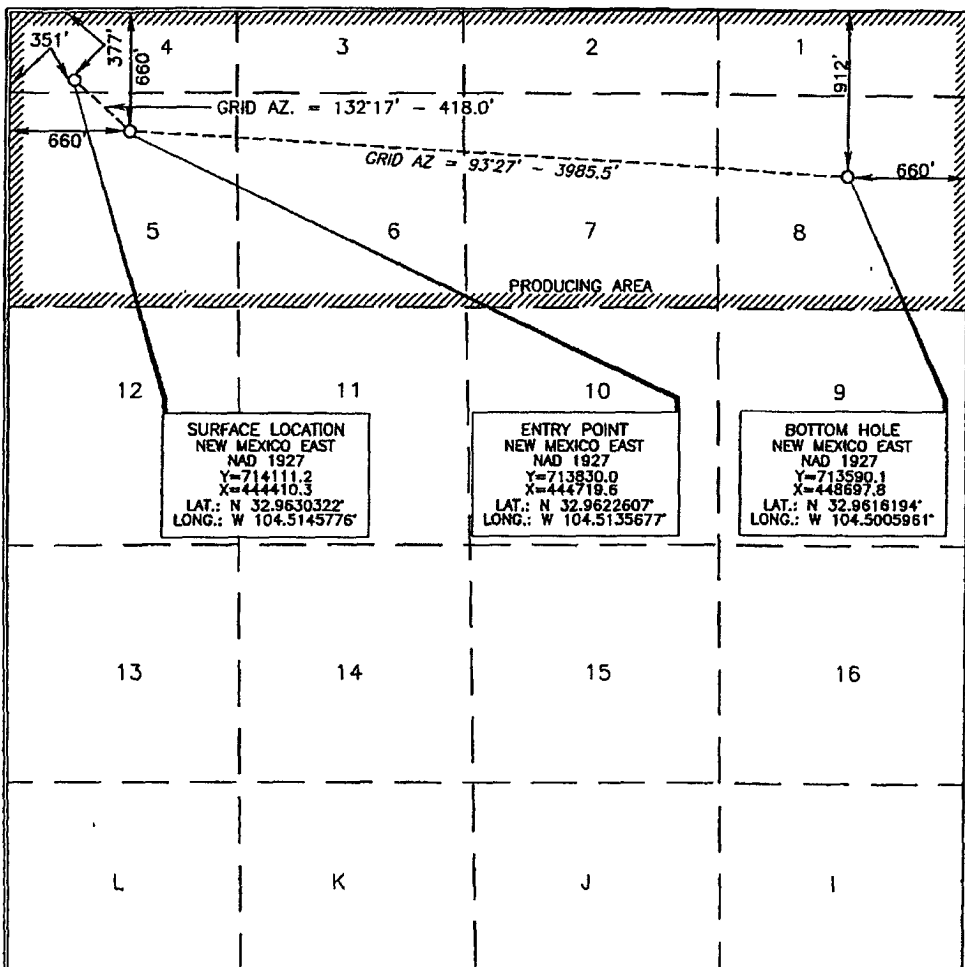 351'
377'
660'
4
3
2
1
912'
GRID AZ. = 132°17' - 418.0'
660'
GRID AZ = 93°27' - 3985.5'
660'
5
6
7
8
PRODUCING AREA
12
11
10
9
SURFACE LOCATION
NEW MEXICO EAST
NAD 1927
Y=714111.2
X=444410.3
LAT.: N 32.9630322°
LONG.: W 104.5145776°
ENTRY POINT
NEW MEXICO EAST
NAD 1927
Y=713830.0
X=444719.6
LAT.: N 32.9622607°
LONG.: W 104.5135677°
BOTTOM HOLE
NEW MEXICO EAST
NAD 1927
Y=713590.1
X=448697.8
LAT.: N 32.9616194°
LONG.: W 104.5005961°
13
14
15
16
L
K
J
I